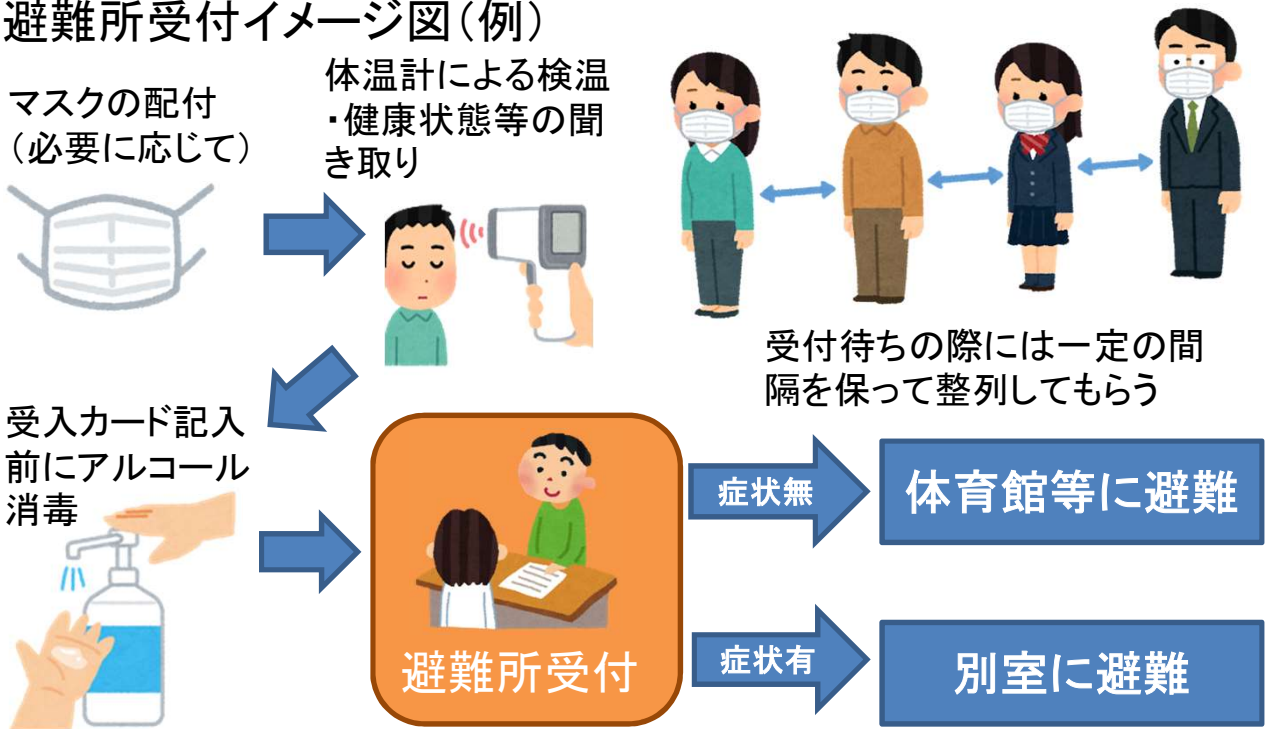 避難所受付イメージ図(例)
マスクの配付
(必要に応じて)
体温計による検温
・健康状態等の聞
き取り
受付待ちの際には一定の間
隔を保って整列してもらう
受入カード記入
前にアルコール
消毒
避難所受付
症状無
体育館等に避難
症状有
別室に避難